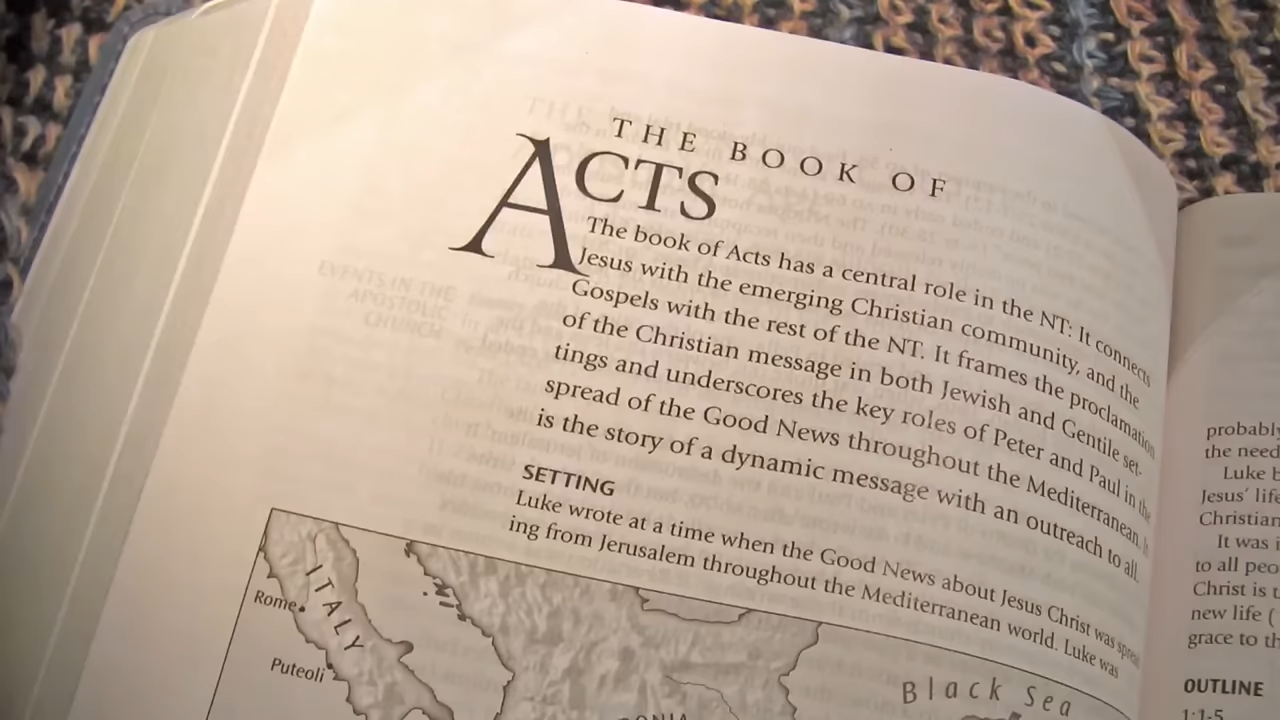 THE BOOK OF
ACTS
The book of Acts has a central role in the NT: It connects
Jesus with the emerging Christian community, and the
Gospels with the rest of the NT. It frames the proclamation
of the Christian message in both Jewish and Gentile set-
tings and underscores the key roles of Peter and Paul in the
spread of the Good News throughout the Mediterranean. It
is the story of a dynamic message with an outreach to all.
SETTING
Luke wrote at a time when the Good News about Jesus Christ was spread
ing from Jerusalem throughout the Mediterranean world. Luke was
ITALY
Rome
Puteoli
Black Sea
EVENTS IN THE
APOSTOLIC
CHURCH
probably
the need
Luke
Jesus' life
Christian
It was
to all
Christ is
new life (
grace to
OUTLINE
1:1-5